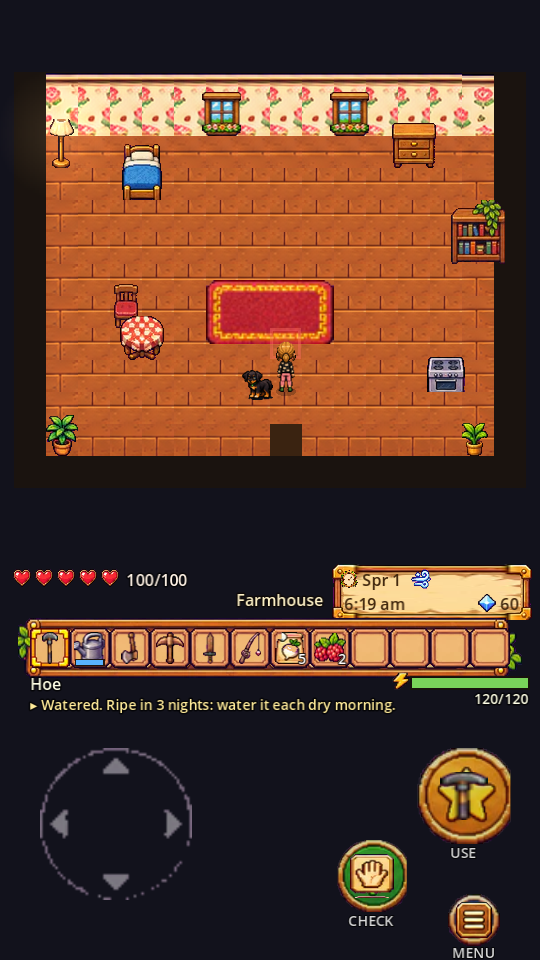 100/100
Spr 1
Farmhouse
6:19 am
60
5
2
Hoe
120/120
▸ Watered. Ripe in 3 nights: water it each dry morning.
USE
CHECK
MENU